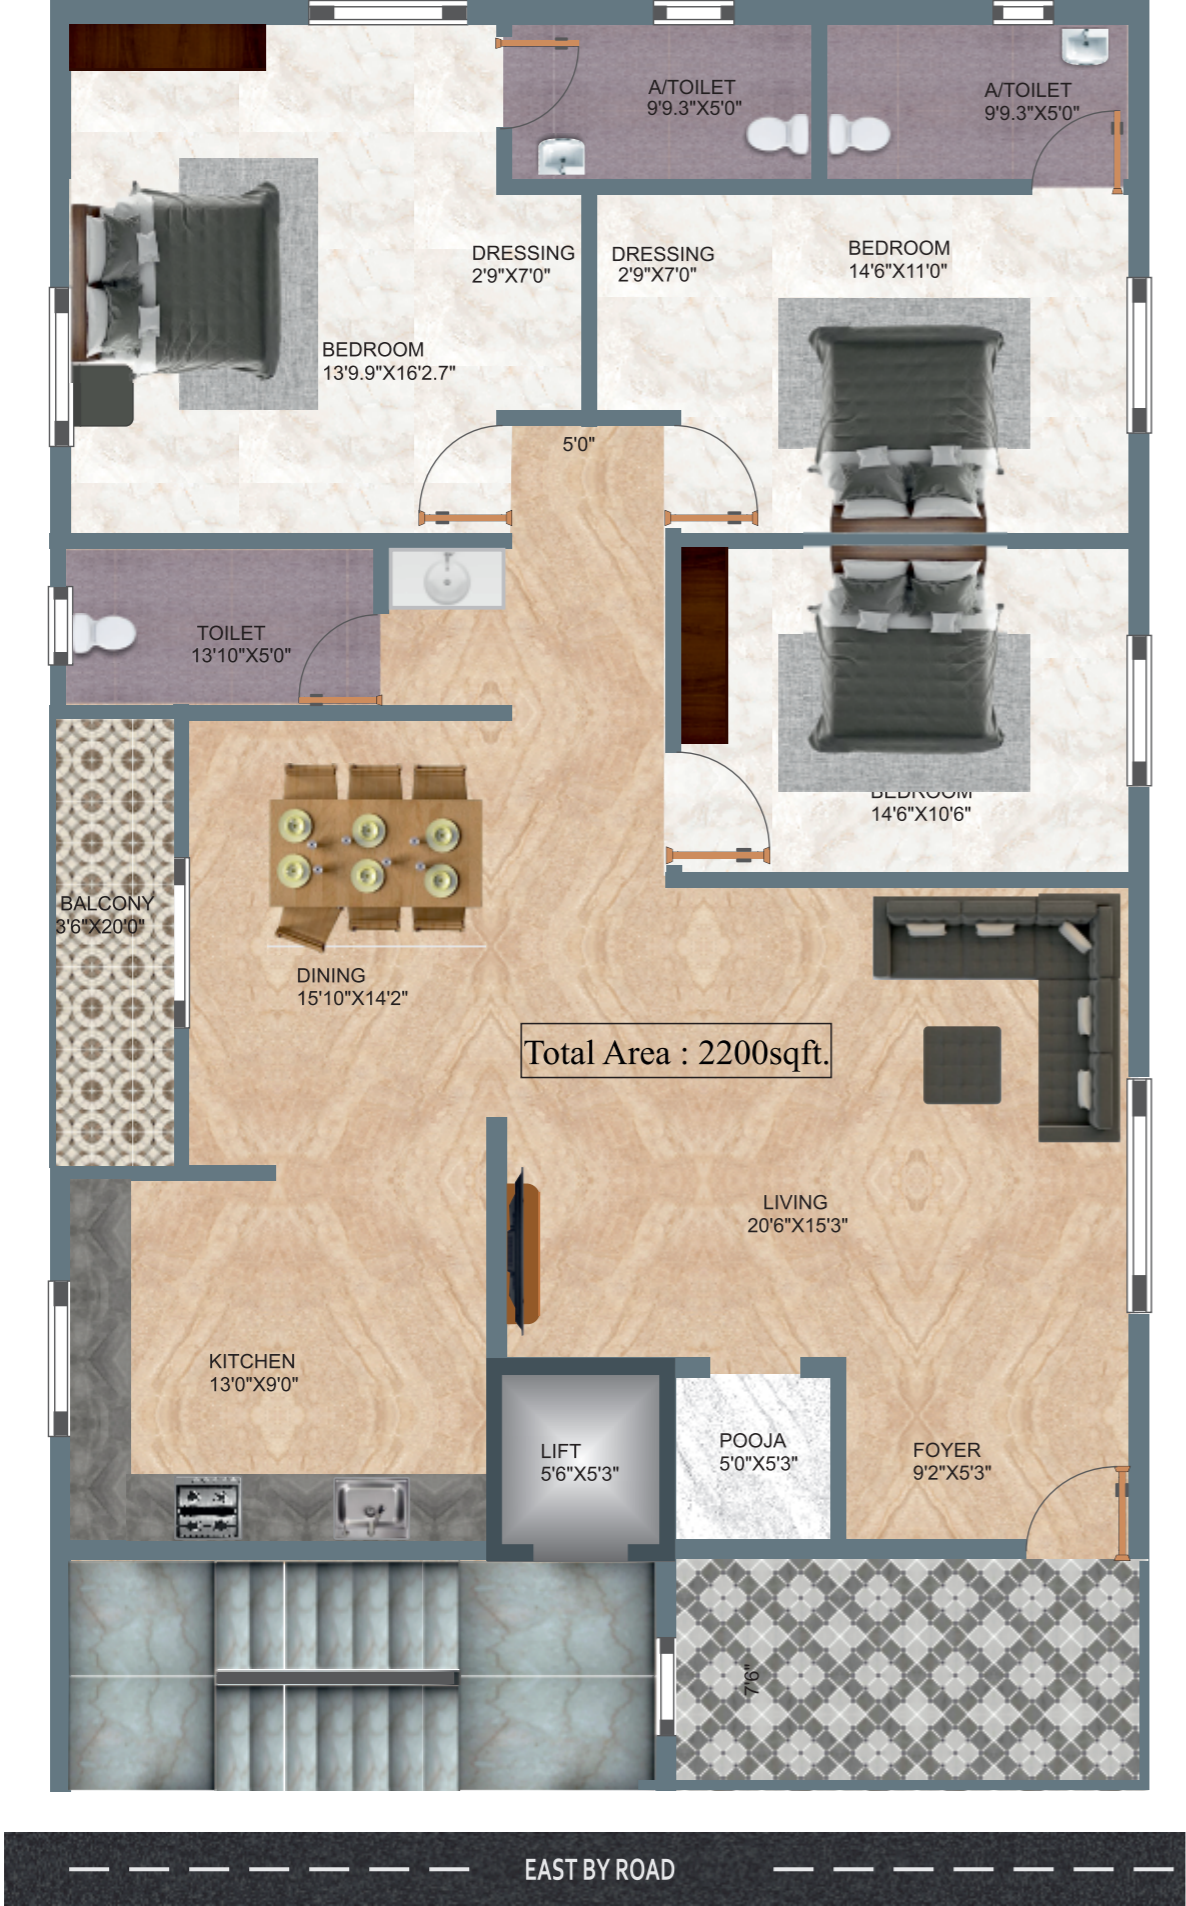 A/TOILET
9'9.3"X5'0"
A/TOILET
9'9.3"X5'0"
DRESSING
2'9"X7'0"
DRESSING
2'9"X7'0"
BEDROOM
14'6"X11'0"
BEDROOM
13'9.9"X16'2.7"
5'0"
TOILET
13'10"X5'0"
BEDROOM
14'6"X10'6"
BALCONY
3'6"X20'0"
DINING
15'10"X14'2"
Total Area : 2200sqft.
LIVING
20'6"X15'3"
KITCHEN
13'0"X9'0"
LIFT
5'6"X5'3"
POOJA
5'0"X5'3"
FOYER
9'2"X5'3"
7'6"
EAST BY ROAD